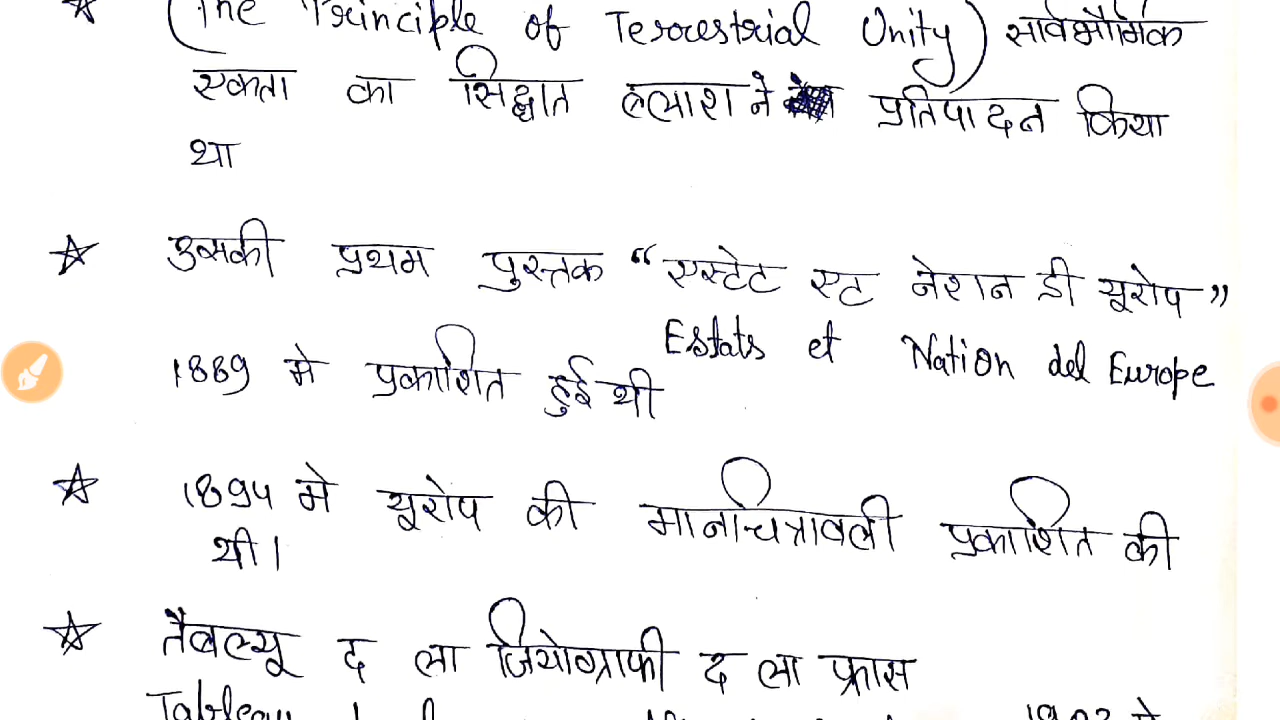 (The Principle of Terrestrial Unity) सार्वभौमिक
एकता का सिद्धांत ब्लाश ने प्रतिपादन किया
था
उसकी प्रथम पुस्तक “एस्टेट एट नेशन डी यूरोप”
Estats et Nation del Europe
1889 मे प्रकाशित हुई थी
1894 मे यूरोप की मानचित्रावली प्रकाशित की
थी।
तैबल्यू द ला जियोग्राफी द ला फ्रास
Tableau